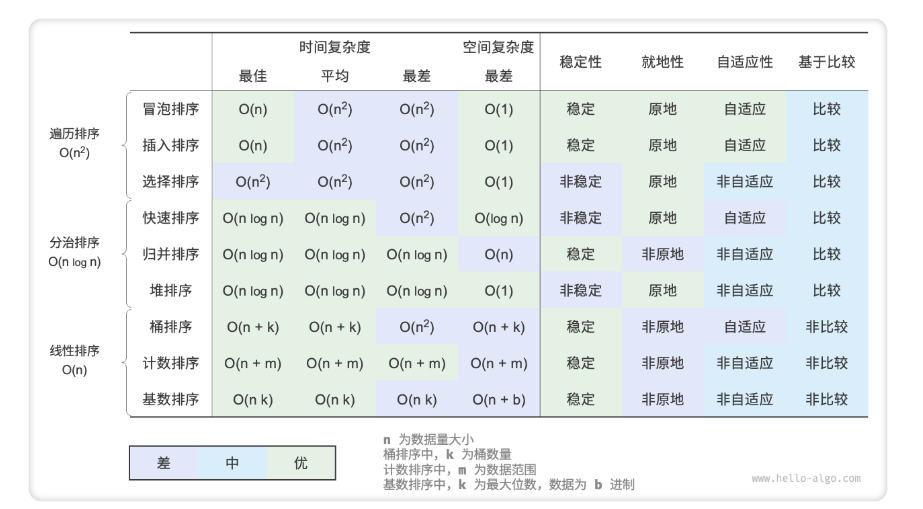 时间复杂度 空间复杂度 稳定性 就地性 自适应性 基于比较
最佳 平均 最差 最差
遍历排序
O(n²)
冒泡排序 O(n) O(n²) O(n²) O(1) 稳定 原地 自适应 比较
插入排序 O(n) O(n²) O(n²) O(1) 稳定 原地 自适应 比较
选择排序 O(n²) O(n²) O(n²) O(1) 非稳定 原地 非自适应 比较
分治排序
O(n log n)
快速排序 O(n log n) O(n log n) O(n²) O(log n) 非稳定 原地 自适应 比较
归并排序 O(n log n) O(n log n) O(n log n) O(n) 稳定 非原地 非自适应 比较
堆排序 O(n log n) O(n log n) O(n log n) O(1) 非稳定 原地 非自适应 比较
线性排序
O(n)
桶排序 O(n + k) O(n + k) O(n²) O(n + k) 稳定 非原地 自适应 非比较
计数排序 O(n + m) O(n + m) O(n + m) O(n + m) 稳定 非原地 非自适应 非比较
基数排序 O(n k) O(n k) O(n k) O(n + b) 稳定 非原地 非自适应 非比较
差 中 优
n 为数据量大小
桶排序中，k 为桶数量
计数排序中，m 为数据范围
基数排序中，k 为最大位数，数据为 b 进制
www.hello-algo.com